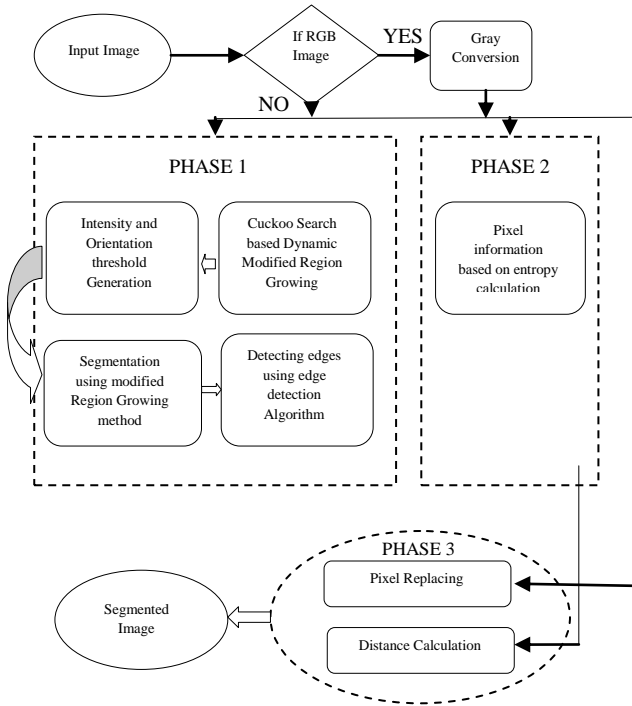 Input Image
If RGB
Image
YES
Gray
Conversion
NO
PHASE 1
PHASE 2
Intensity and
Orientation
threshold
Generation
Cuckoo Search
based Dynamic
Modified Region
Growing
Pixel
information
based on entropy
calculation
Segmentation
using modified
Region Growing
method
Detecting edges
using edge
detection
Algorithm
PHASE 3
Pixel Replacing
Segmented
Image
Distance Calculation